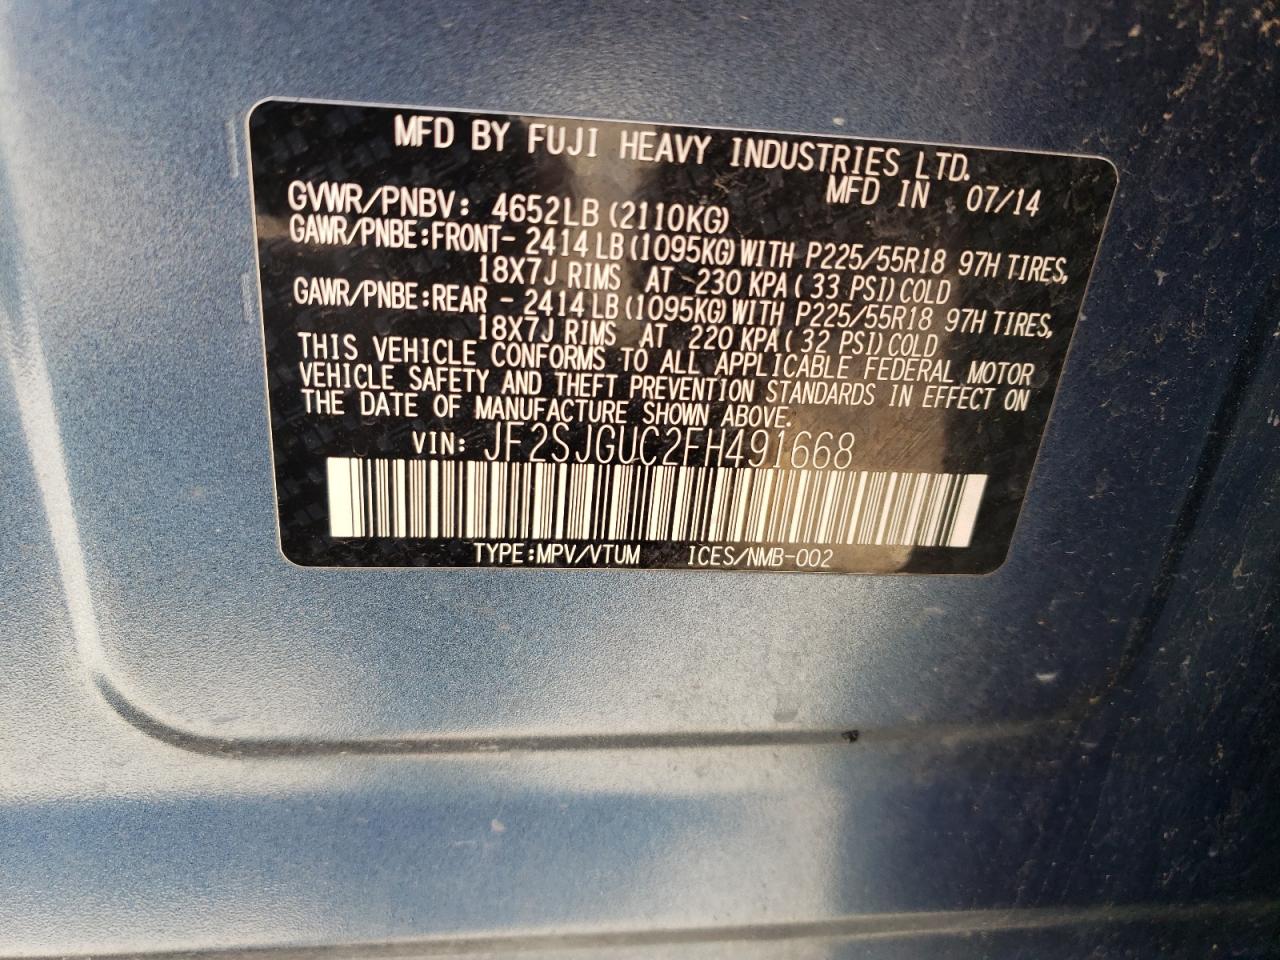 MFD BY FUJI HEAVY INDUSTRIES LTD.
MFD IN 07/14
GVWR/PNBV: 4652LB (2110KG)
GAWR/PNBE:FRONT- 2414 LB (1095KG) WITH P225/55R18 97H TIRES,
18X7J RIMS AT 230 KPA ( 33 PSI) COLD
GAWR/PNBE:REAR - 2414 LB (1095KG) WITH P225/55R18 97H TIRES,
18X7J RIMS AT 220 KPA ( 32 PSI) COLD
THIS VEHICLE CONFORMS TO ALL APPLICABLE FEDERAL MOTOR
VEHICLE SAFETY AND THEFT PREVENTION STANDARDS IN EFFECT ON
THE DATE OF MANUFACTURE SHOWN ABOVE.
VIN: JF2SJGUC2FH491668
TYPE:MPV/VTUM ICES/NMB-002